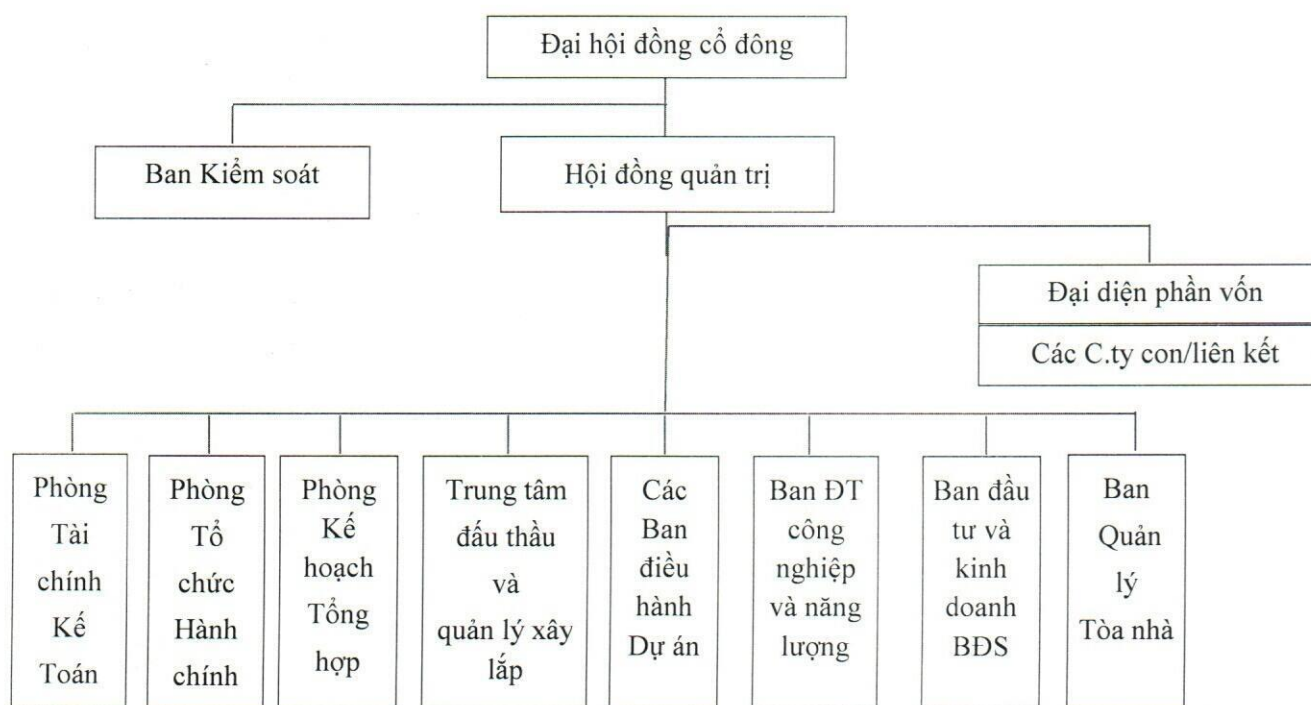 Đại hội đồng cổ đông
Ban Kiểm soát
Hội đồng quản trị
Đại diện phần vốn
Các C.ty con/liên kết
Phòng
Tài
chính
Kế
Toán
Phòng
Tổ
chức
Hành
chính
Phòng
Kế
hoạch
Tổng
hợp
Trung tâm
đấu thầu
và
quản lý xây
lắp
Các
Ban
điều
hành
Dự án
Ban ĐT
công
nghiệp
và năng
lượng
Ban đầu
tư và
kinh
doanh
BĐS
Ban
Quản
lý
Tòa nhà